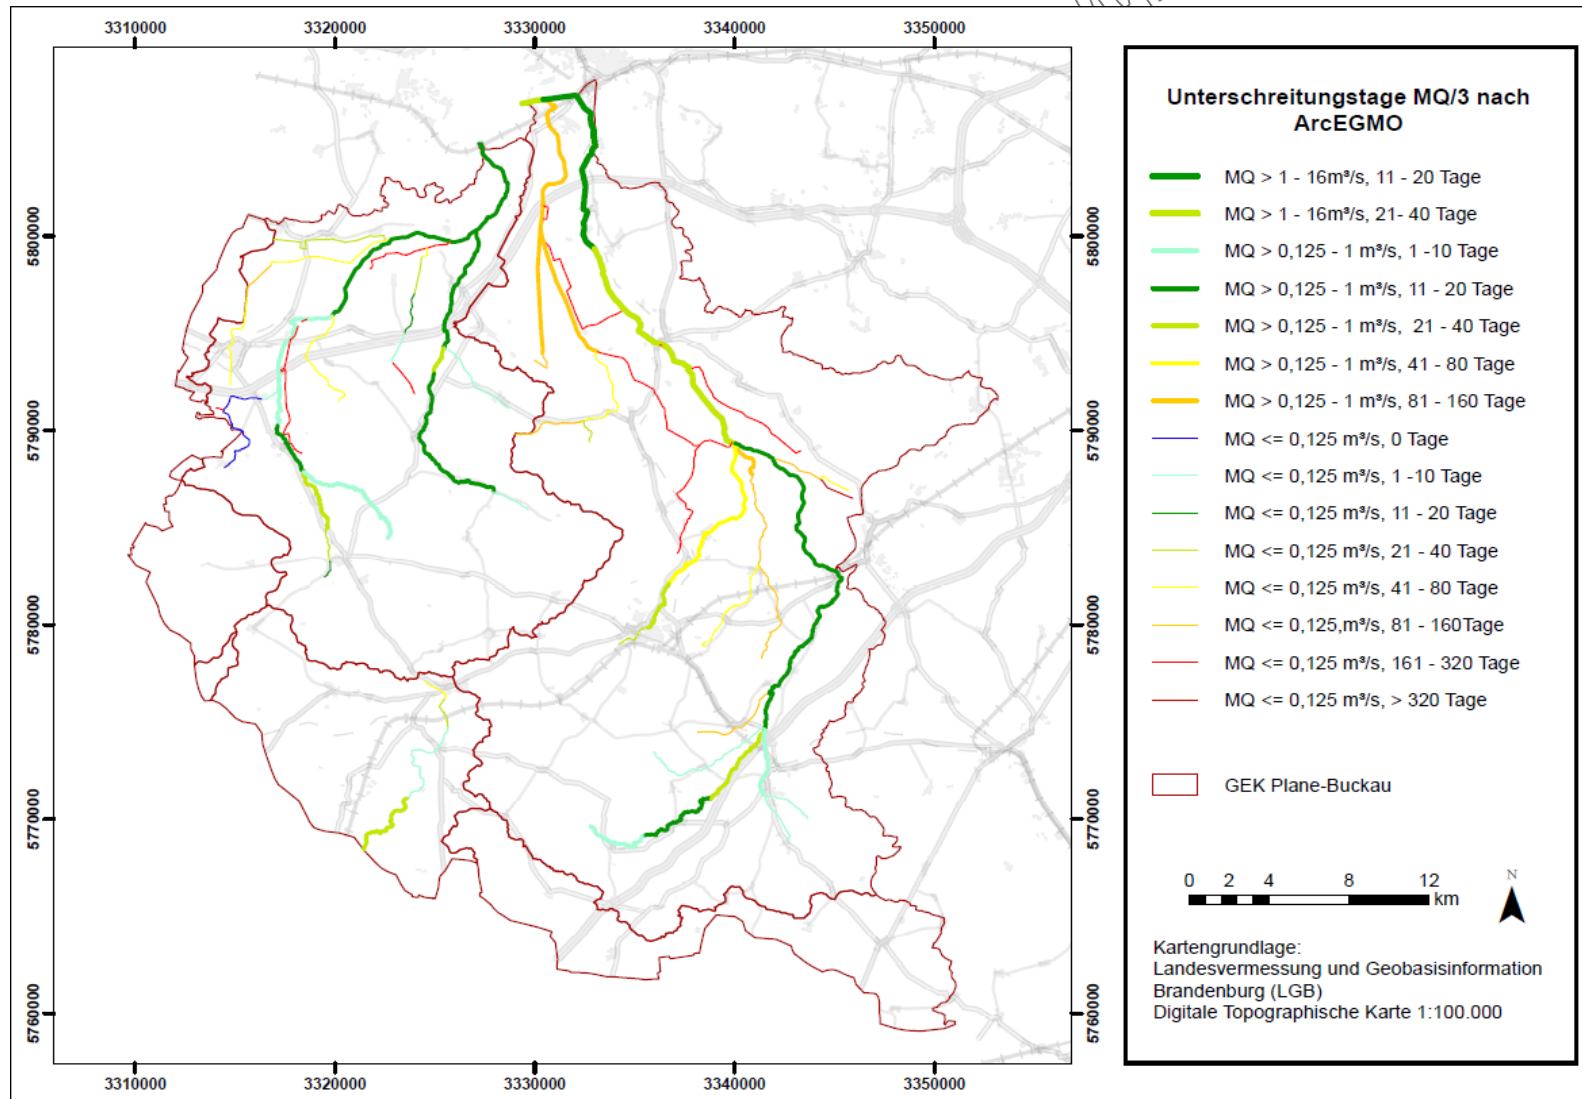 3310000 3320000 3330000 3340000 3350000
5800000 5800000
5790000 5790000
5780000 5780000
5770000 5770000
5760000 5760000
3310000 3320000 3330000 3340000 3350000
Unterschreitungstage MQ/3 nach
ArcEGMO
MQ > 1 - 16m³/s, 11 - 20 Tage
MQ > 1 - 16m³/s, 21- 40 Tage
MQ > 0,125 - 1 m³/s, 1 -10 Tage
MQ > 0,125 - 1 m³/s, 11 - 20 Tage
MQ > 0,125 - 1 m³/s, 21 - 40 Tage
MQ > 0,125 - 1 m³/s, 41 - 80 Tage
MQ > 0,125 - 1 m³/s, 81 - 160 Tage
MQ <= 0,125 m³/s, 0 Tage
MQ <= 0,125 m³/s, 1 -10 Tage
MQ <= 0,125 m³/s, 11 - 20 Tage
MQ <= 0,125 m³/s, 21 - 40 Tage
MQ <= 0,125 m³/s, 41 - 80 Tage
MQ <= 0,125,m³/s, 81 - 160Tage
MQ <= 0,125 m³/s, 161 - 320 Tage
MQ <= 0,125 m³/s, > 320 Tage
GEK Plane-Buckau
0 2 4 8 12
km
N
Kartengrundlage:
Landesvermessung und Geobasisinformation
Brandenburg (LGB)
Digitale Topographische Karte 1:100.000